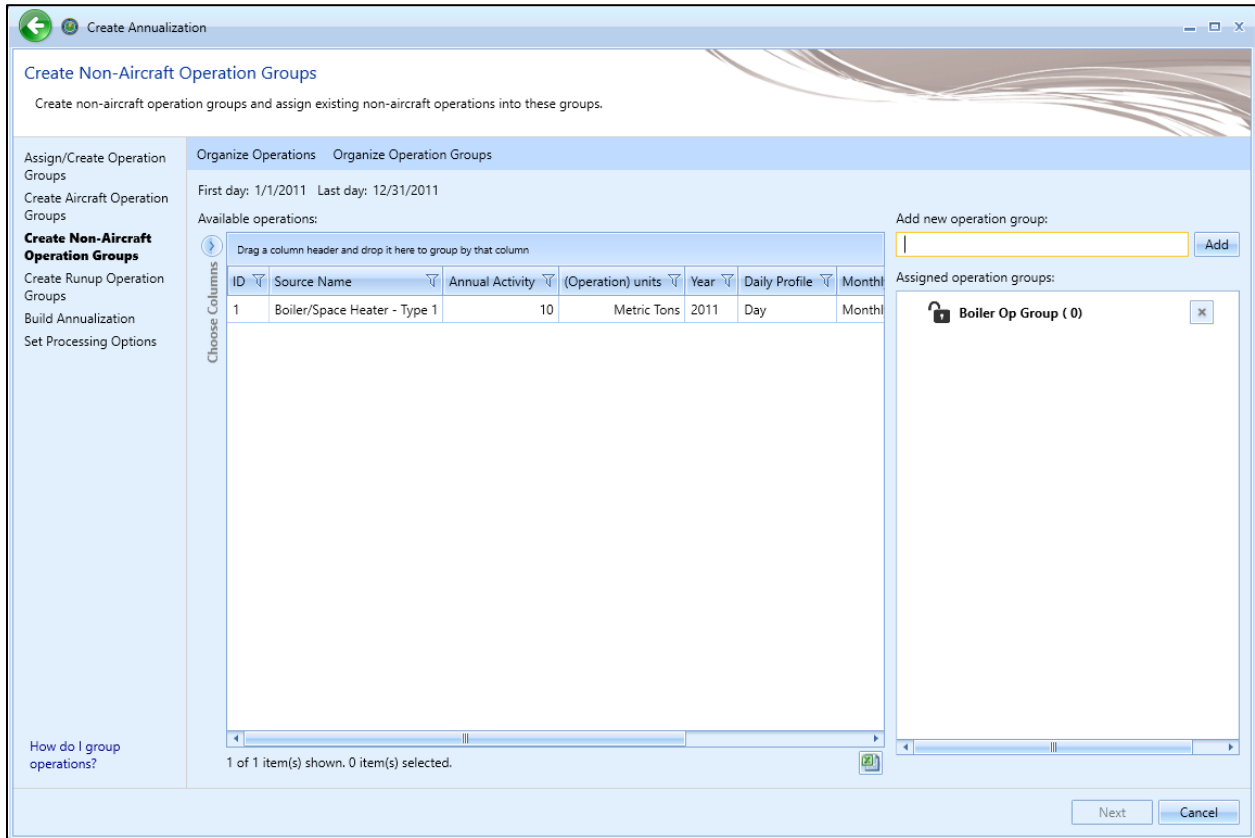 Create Annualization
Create Non-Aircraft Operation Groups
Create non-aircraft operation groups and assign existing non-aircraft operations into these groups.
Assign/Create Operation
Groups
Create Aircraft Operation
Groups
Create Non-Aircraft
Operation Groups
Create Runup Operation
Groups
Build Annualization
Set Processing Options
How do I group
operations?
Organize Operations Organize Operation Groups
First day: 1/1/2011 Last day: 12/31/2011
Available operations:
Choose Columns
Drag a column header and drop it here to group by that column
ID Source Name Annual Activity (Operation) units Year Daily Profile Monthl
1 Boiler/Space Heater - Type 1 10 Metric Tons 2011 Day Monthl
1 of 1 item(s) shown. 0 item(s) selected.
Add new operation group:
Add
Assigned operation groups:
Boiler Op Group ( 0)
Next Cancel